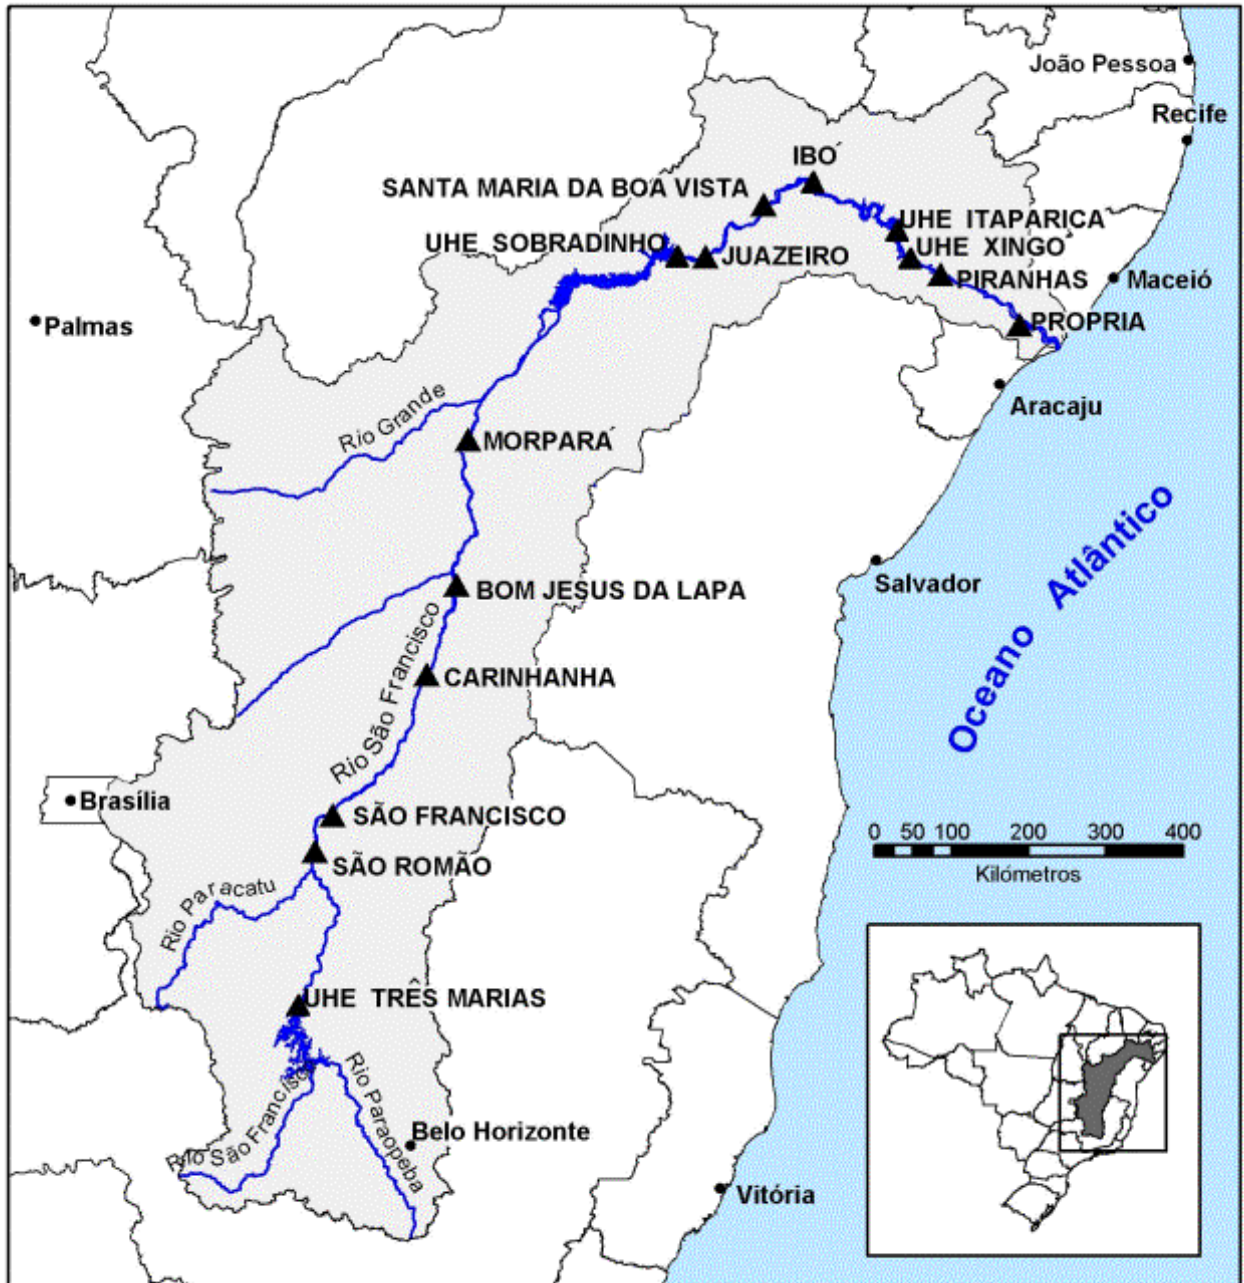 João Pessoa
Recife
IBÓ
SANTA MARIA DA BOA VISTA
UHE ITAPARICA
UHE SOBRADINHO
JUAZEIRO
UHE XINGÓ
PIRANHAS
Maceió
Palmas
PROPRIA
Rio Grande
Aracaju
MORPARÁ
Oceano Atlântico
Salvador
BOM JESUS DA LAPA
Rio São Francisco
CARINHANHA
Brasília
SÃO FRANCISCO
0 50 100 200 300 400
SÃO ROMÃO
Kilómetros
Rio Paracatu
UHE TRÊS MARIAS
Rio São Francisco
Rio Paraopeba
Belo Horizonte
Vitória